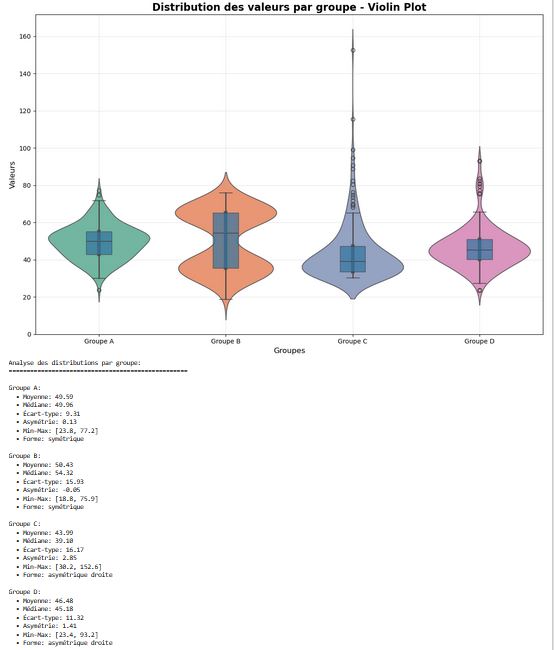 Distribution des valeurs par groupe - Violin Plot
160
140
120
100
80
60
40
20
0
Valeurs
Groupe A
Groupe B
Groupe C
Groupe D
Groupes
Analyse des distributions par groupe:
==================================================
Groupe A:
• Moyenne: 49.59
• Médiane: 49.96
• Écart-type: 9.31
• Asymétrie: 0.13
• Min-Max: [23.8, 77.2]
• Forme: symétrique
Groupe B:
• Moyenne: 50.43
• Médiane: 54.32
• Écart-type: 15.93
• Asymétrie: -0.05
• Min-Max: [18.8, 75.9]
• Forme: symétrique
Groupe C:
• Moyenne: 43.99
• Médiane: 39.10
• Écart-type: 16.17
• Asymétrie: 2.85
• Min-Max: [30.2, 152.6]
• Forme: asymétrique droite
Groupe D:
• Moyenne: 46.48
• Médiane: 45.18
• Écart-type: 11.32
• Asymétrie: 1.41
• Min-Max: [23.4, 93.2]
• Forme: asymétrique droite